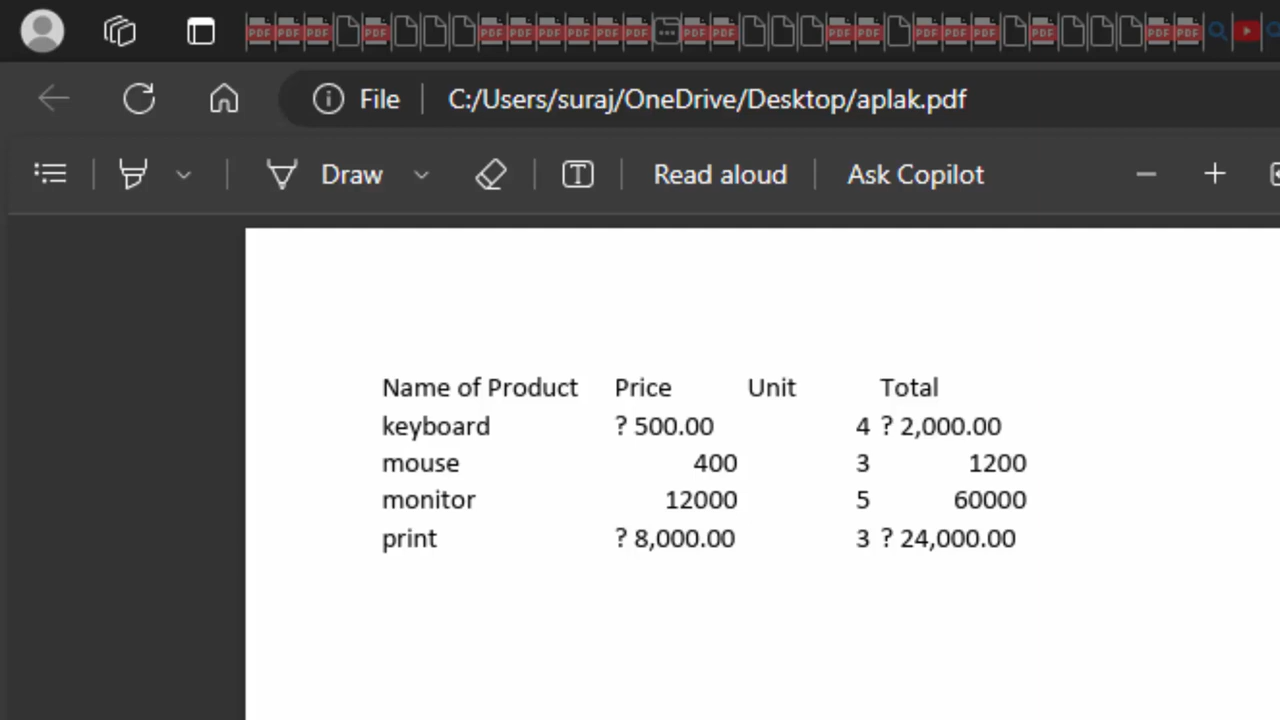 File C:/Users/suraj/OneDrive/Desktop/aplak.pdf
Draw Read aloud Ask Copilot
Name of Product Price Unit Total
keyboard ? 500.00 4 ? 2,000.00
mouse 400 3 1200
monitor 12000 5 60000
print ? 8,000.00 3 ? 24,000.00